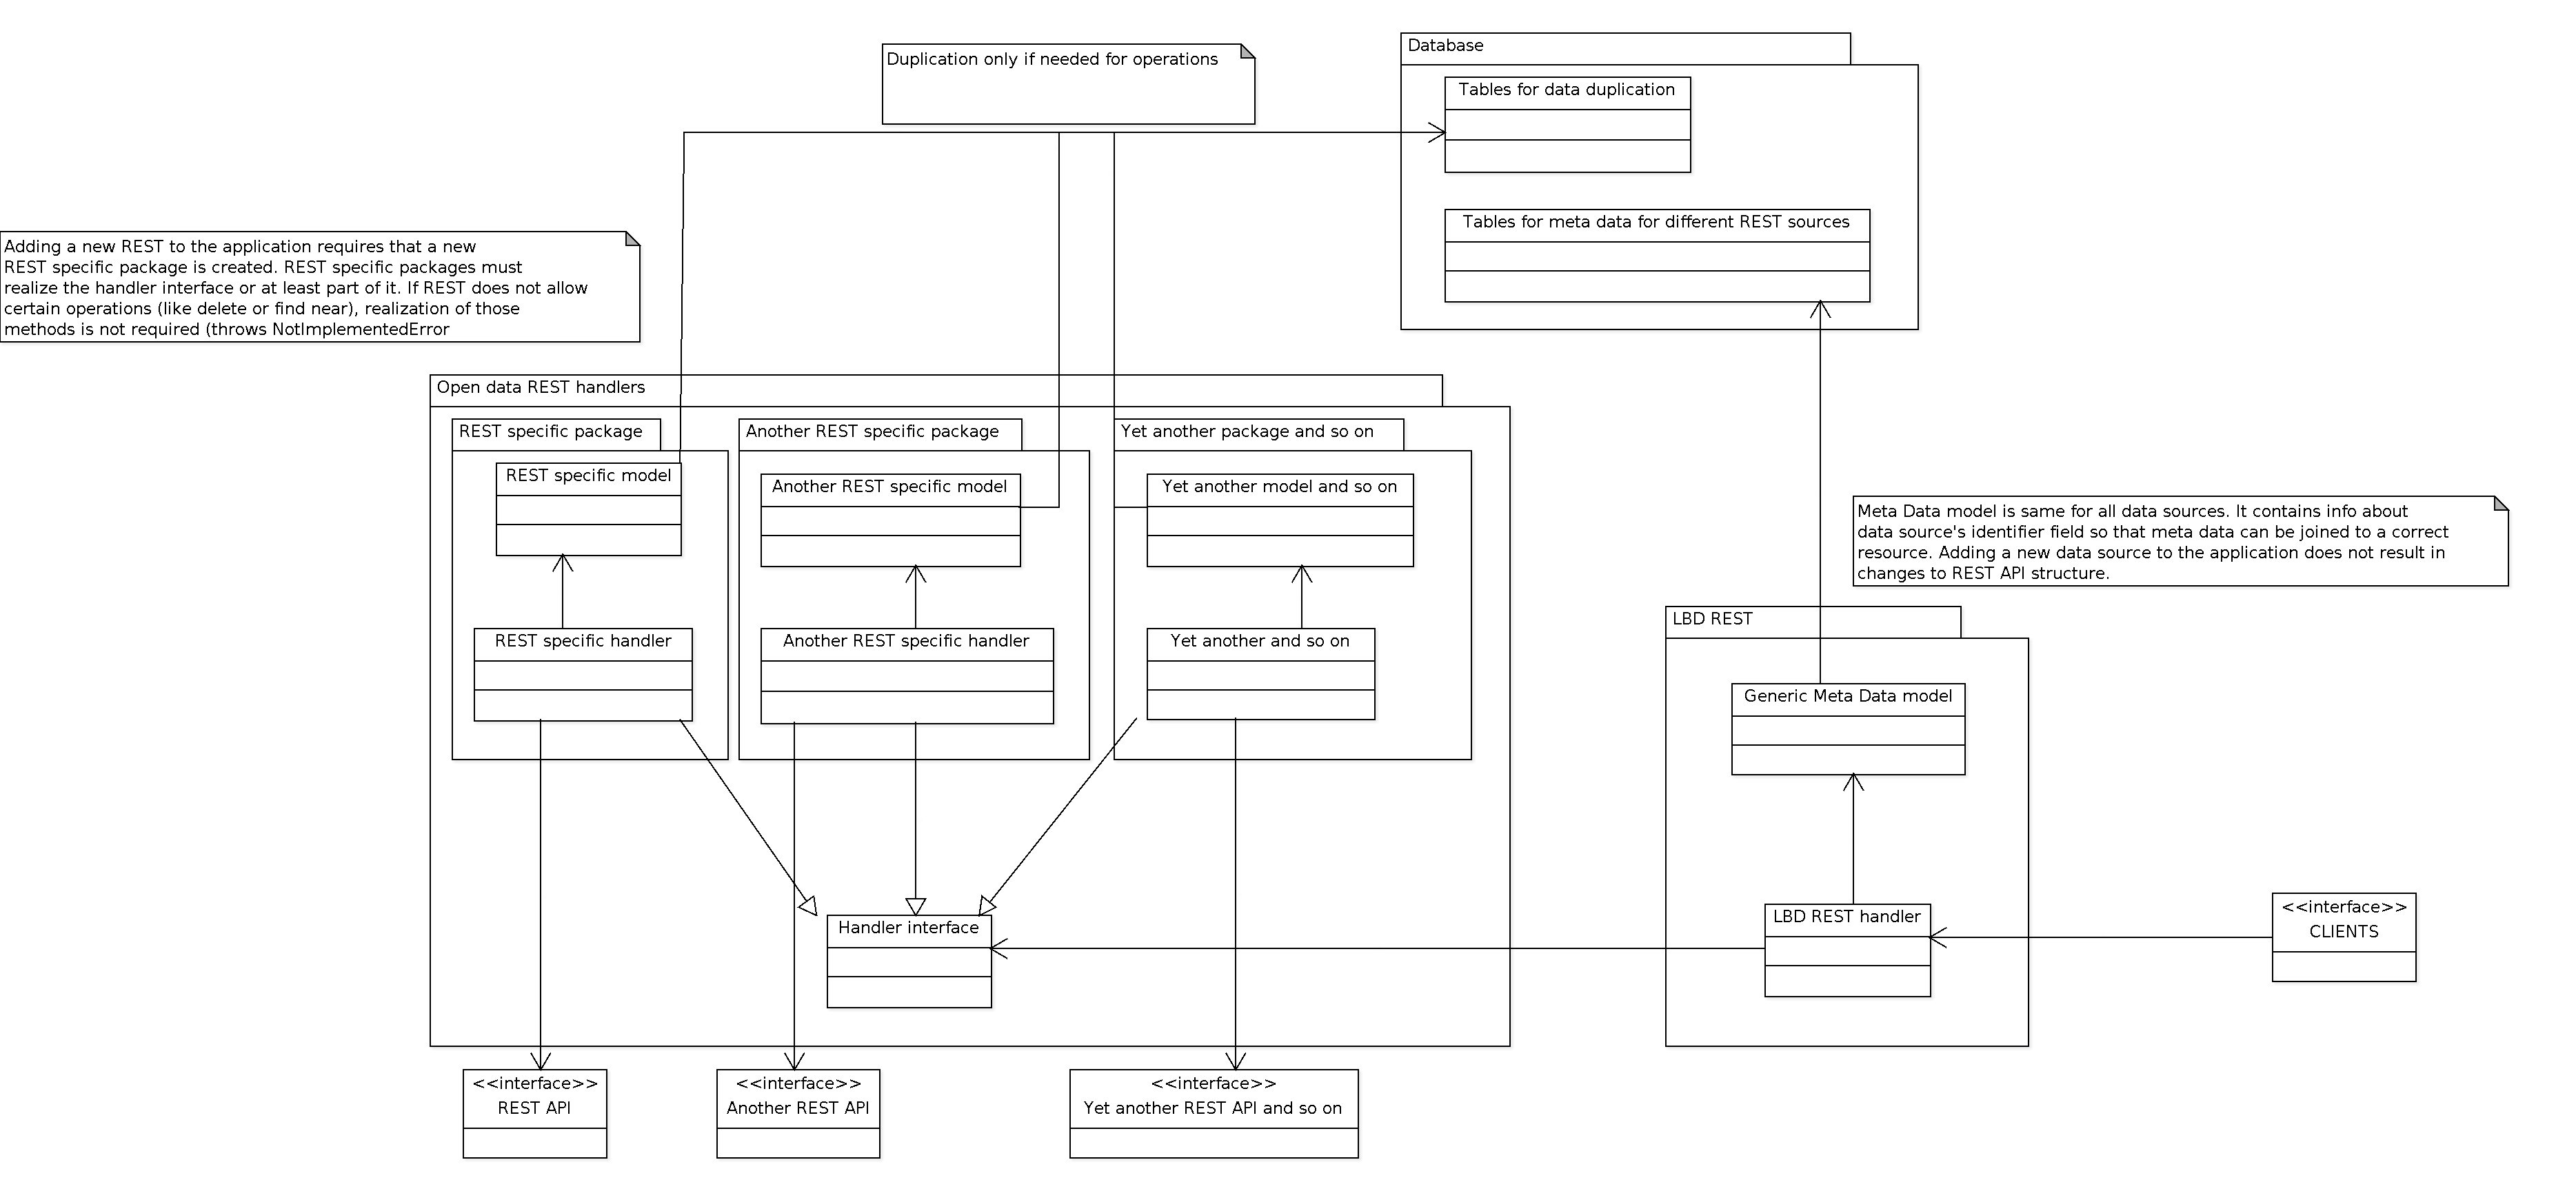 Database
Duplication only if needed for operations
Tables for data duplication
Tables for meta data for different REST sources
Adding a new REST to the application requires that a new
REST specific package is created. REST specific packages must
realize the handler interface or at least part of it. If REST does not allow
certain operations (like delete or find near), realization of those
methods is not required (throws NotImplementedError
Open data REST handlers
REST specific package
Another REST specific package
Yet another package and so on
REST specific model
Another REST specific model
Yet another model and so on
Meta Data model is same for all data sources. It contains info about
data source's identifier field so that meta data can be joined to a correct
resource. Adding a new data source to the application does not result in
changes to REST API structure.
LBD REST
REST specific handler
Another REST specific handler
Yet another and so on
Generic Meta Data model
Handler interface
LBD REST handler
<<interface>>
CLIENTS
<<interface>>
REST API
<<interface>>
Another REST API
<<interface>>
Yet another REST API and so on